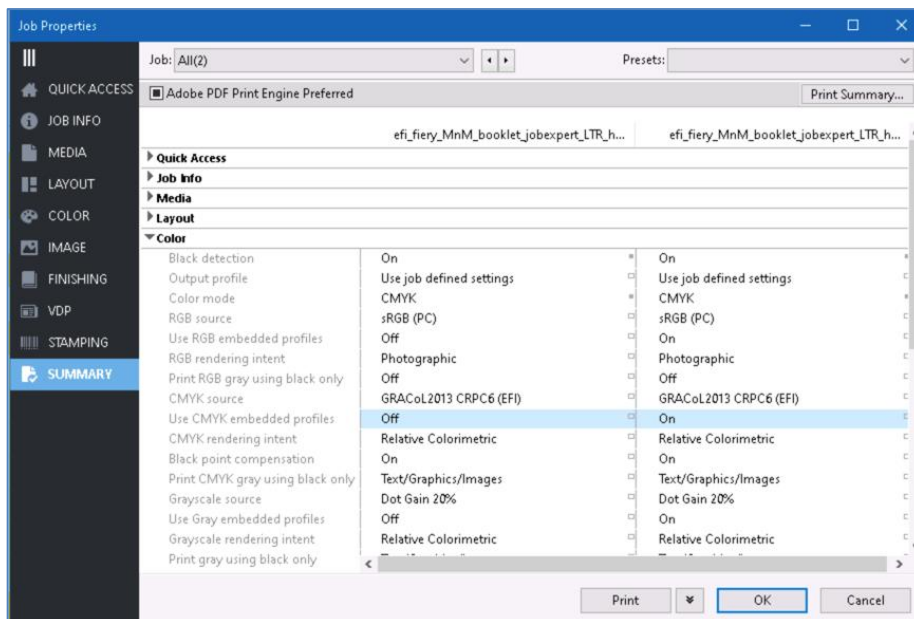 Job Properties
Job: All(2) Presets:
QUICK ACCESS
JOB INFO
MEDIA
LAYOUT
COLOR
IMAGE
FINISHING
VDP
STAMPING
SUMMARY
Adobe PDF Print Engine Preferred Print Summary...
efi_fiery_MnM_booklet_jobexpert_LTR_h... efi_fiery_MnM_booklet_jobexpert_LTR_h...
Quick Access
Job Info
Media
Layout
Color
Black detection On On
Output profile Use job defined settings Use job defined settings
Color mode CMYK CMYK
RGB source sRGB (PC) sRGB (PC)
Use RGB embedded profiles Off On
RGB rendering intent Photographic Photographic
Print RGB gray using black only Off Off
CMYK source GRACoL2013 CRPC6 (EFI) GRACoL2013 CRPC6 (EFI)
Use CMYK embedded profiles Off On
CMYK rendering intent Relative Colorimetric Relative Colorimetric
Black point compensation On On
Print CMYK gray using black only Text/Graphics/Images Text/Graphics/Images
Grayscale source Dot Gain 20% Dot Gain 20%
Use Gray embedded profiles Off On
Grayscale rendering intent Relative Colorimetric Relative Colorimetric
Print gray using black only
Print OK Cancel